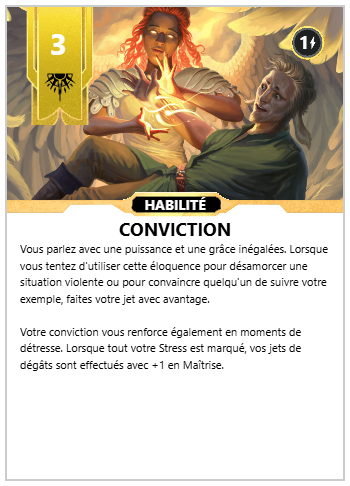 3
1
HABILITÉ
CONVICTION
Vous parlez avec une puissance et une grâce inégalées. Lorsque
vous tentez d'utiliser cette éloquence pour désamorcer une
situation violente ou pour convaincre quelqu'un de suivre votre
exemple, faites votre jet avec avantage.
Votre conviction vous renforce également en moments de
détresse. Lorsque tout votre Stress est marqué, vos jets de
dégâts sont effectués avec +1 en Maîtrise.